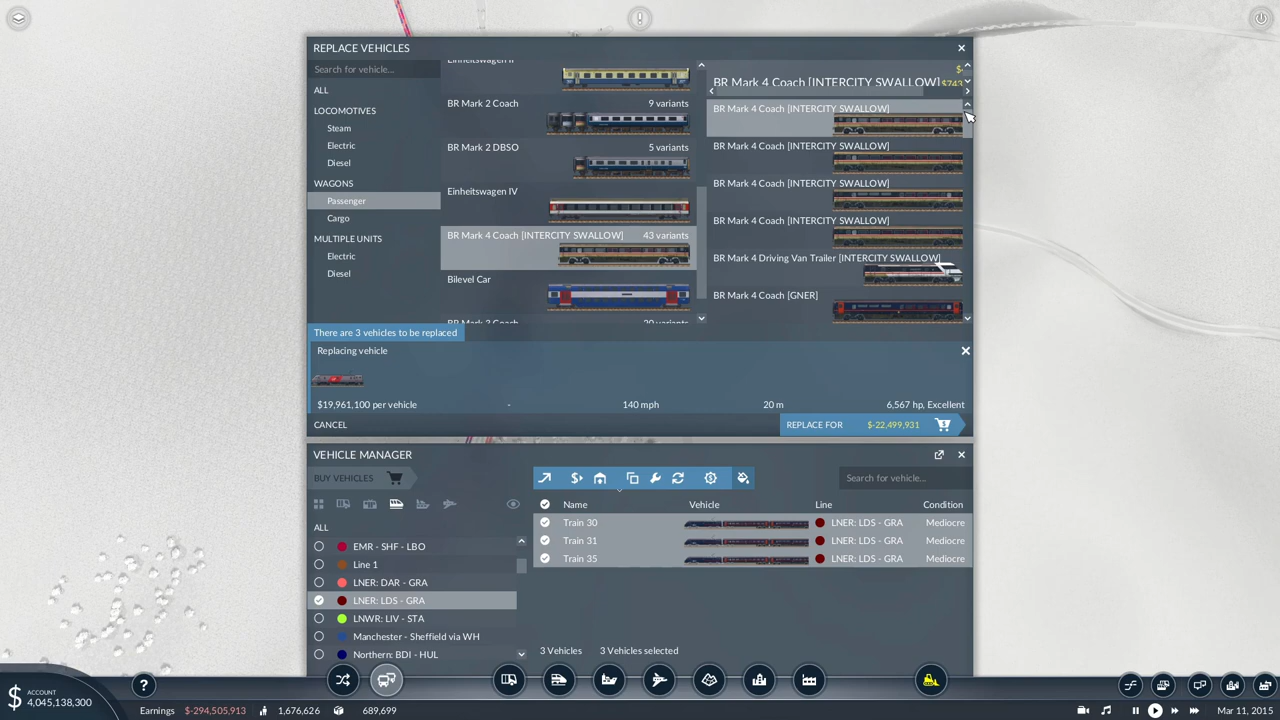 REPLACE VEHICLES
Search for vehicle...
ALL
LOCOMOTIVES
Steam
Electric
Diesel
WAGONS
Passenger
Cargo
MULTIPLE UNITS
Electric
Diesel
Einheitswagen II
BR Mark 2 Coach 9 variants
BR Mark 2 DBSO 5 variants
Einheitswagen IV
BR Mark 4 Coach [INTERCITY SWALLOW] 43 variants
Bilevel Car
BR Mark 3 Coach 20 variants
BR Mark 4 Coach [INTERCITY SWALLOW] $743
BR Mark 4 Coach [INTERCITY SWALLOW]
BR Mark 4 Coach [INTERCITY SWALLOW]
BR Mark 4 Coach [INTERCITY SWALLOW]
BR Mark 4 Coach [INTERCITY SWALLOW]
BR Mark 4 Driving Van Trailer [INTERCITY SWALLOW]
BR Mark 4 Coach [GNER]
There are 3 vehicles to be replaced
Replacing vehicle
$19,961,100 per vehicle - 140 mph 20 m 6,567 hp, Excellent
CANCEL
REPLACE FOR $-22,499,931
VEHICLE MANAGER
BUY VEHICLES
Search for vehicle...
ALL
EMR - SHF - LBO
Line 1
LNER: DAR - GRA
LNER: LDS - GRA
LNWR: LIV - STA
Manchester - Sheffield via WH
Northern: BDI - HUL
Name Vehicle Line Condition
Train 30 LNER: LDS - GRA Mediocre
Train 31 LNER: LDS - GRA Mediocre
Train 35 LNER: LDS - GRA Mediocre
3 Vehicles 3 Vehicles selected
$ ACCOUNT
4,045,138,300
?
Earnings $-294,505,913 1,676,626 689,699
Mar 11, 2015